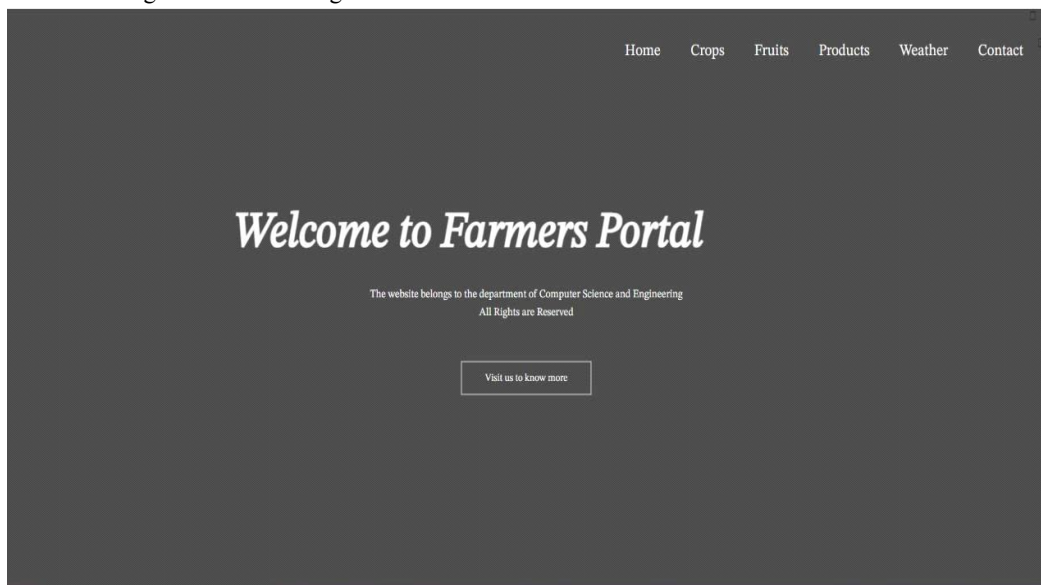 Home Crops Fruits Products Weather Contact
Welcome to Farmers Portal
The website belongs to the department of Computer Science and Engineering
All Rights are Reserved
Visit us to know more